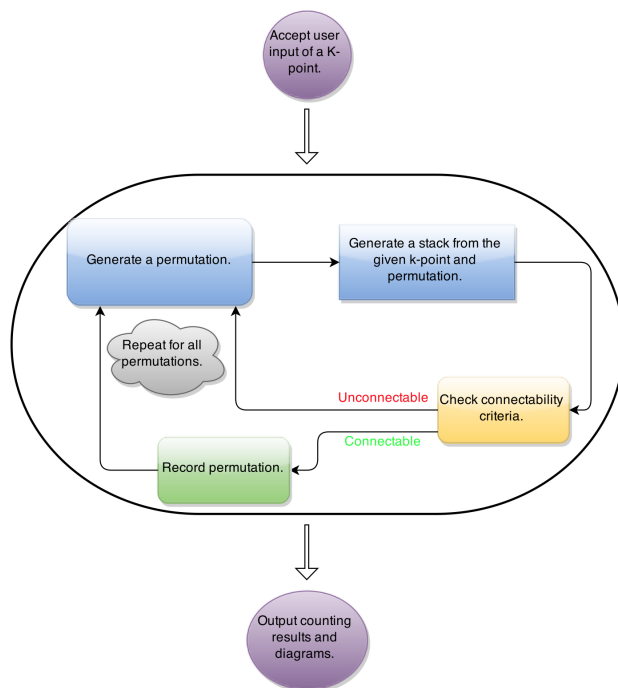 Accept user
input of a K-
point.
Generate a permutation.
Generate a stack from the
given k-point and
permutation.
Repeat for all
permutations.
Unconnectable
Check connectability
criteria.
Connectable
Record permutation.
Output counting
results and
diagrams.